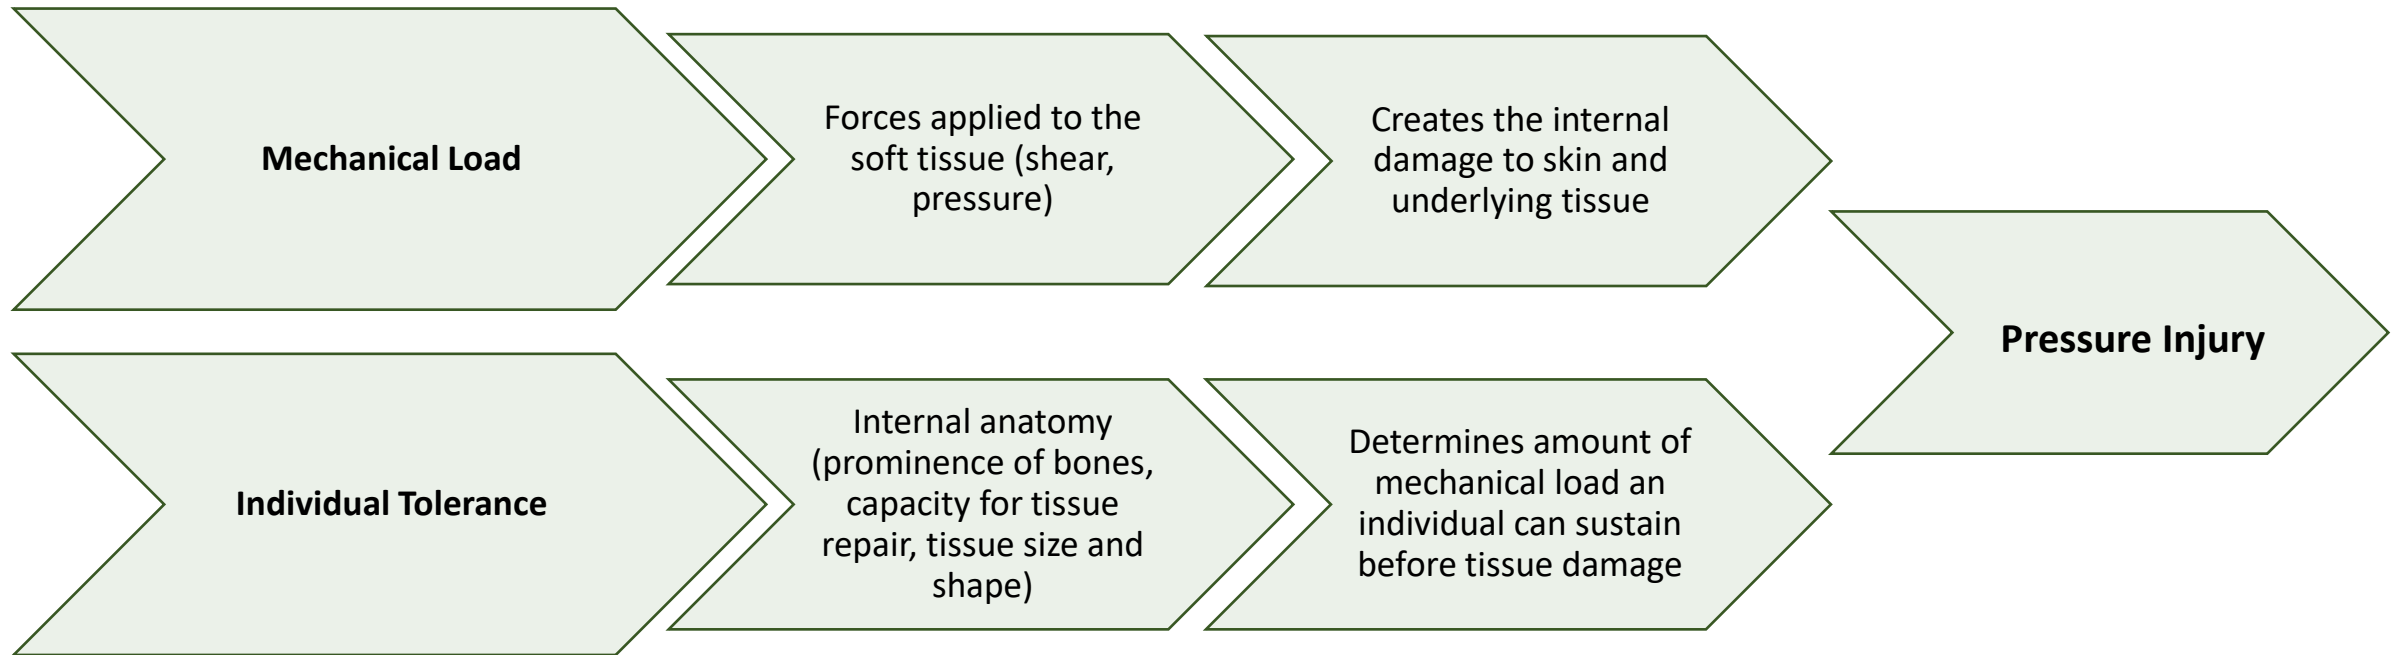 Mechanical Load
Forces applied to the
soft tissue (shear,
pressure)
Creates the internal
damage to skin and
underlying tissue
Individual Tolerance
Internal anatomy
(prominence of bones,
capacity for tissue
repair, tissue size and
shape)
Determines amount of
mechanical load an
individual can sustain
before tissue damage
Pressure Injury